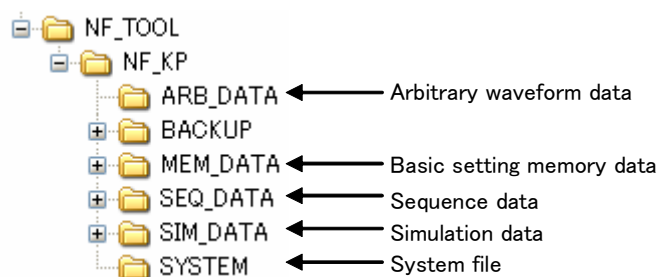 NF_TOOL
NF_KP
ARB_DATA Arbitrary waveform data
BACKUP
MEM_DATA Basic setting memory data
SEQ_DATA Sequence data
SIM_DATA Simulation data
SYSTEM System file